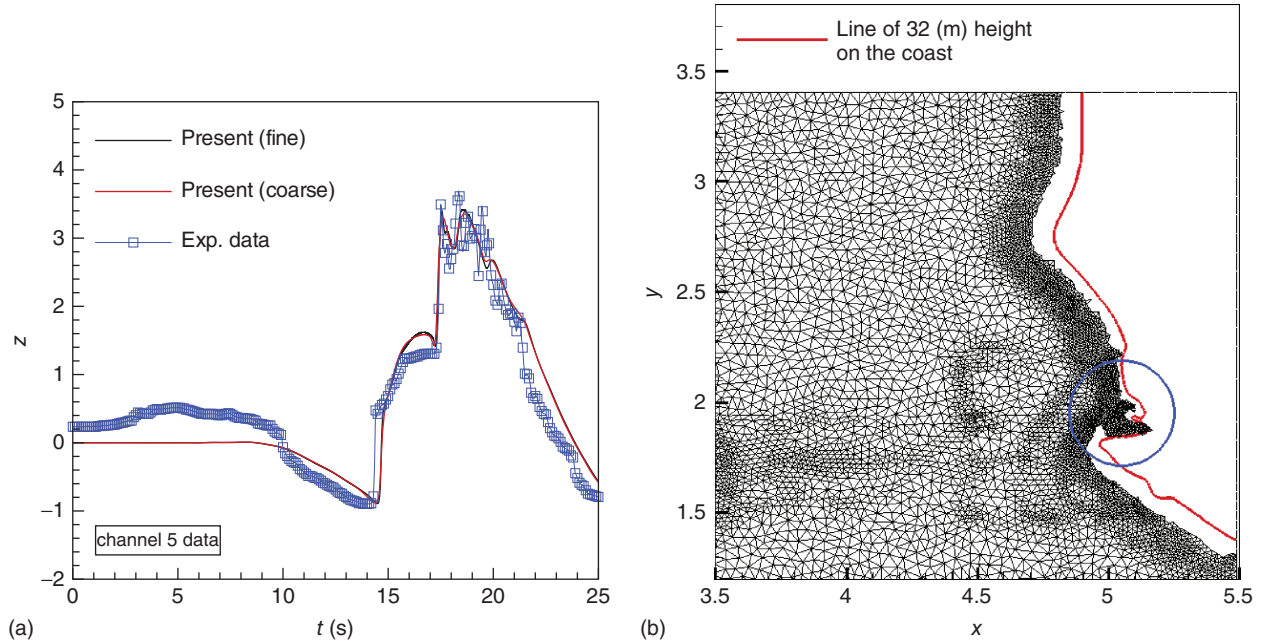 Present (fine)
Present (coarse)
Exp. data
channel 5 data
5
4
3
2
1
0
−1
−2
z
0
5
10
15
20
25
t (s)
(a)
Line of 32 (m) height
on the coast
3.5
3
2.5
2
1.5
y
3.5
4
4.5
5
5.5
x
(b)